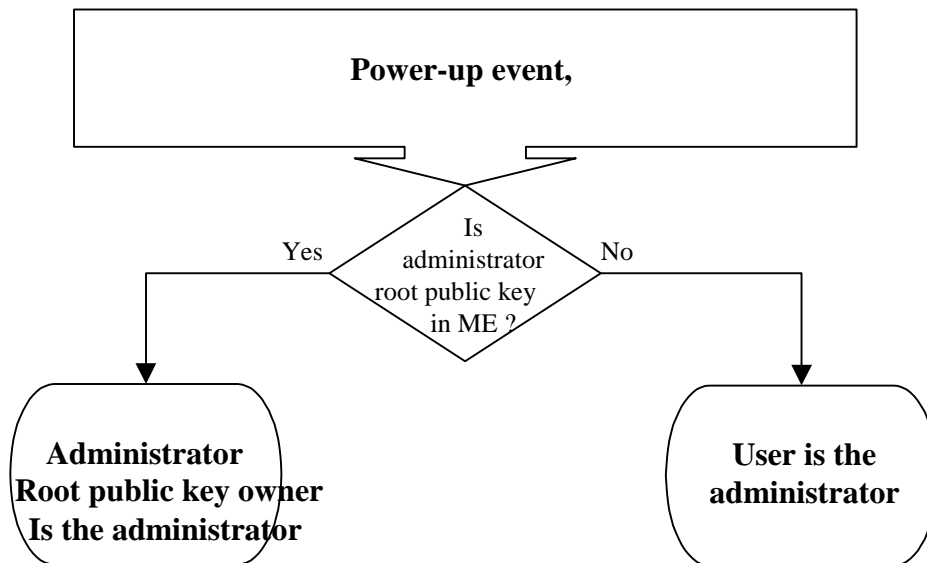 Power-up event,
Is
administrator
root public key
in ME ?
Yes
No
Administrator
Root public key owner
Is the administrator
User is the
administrator